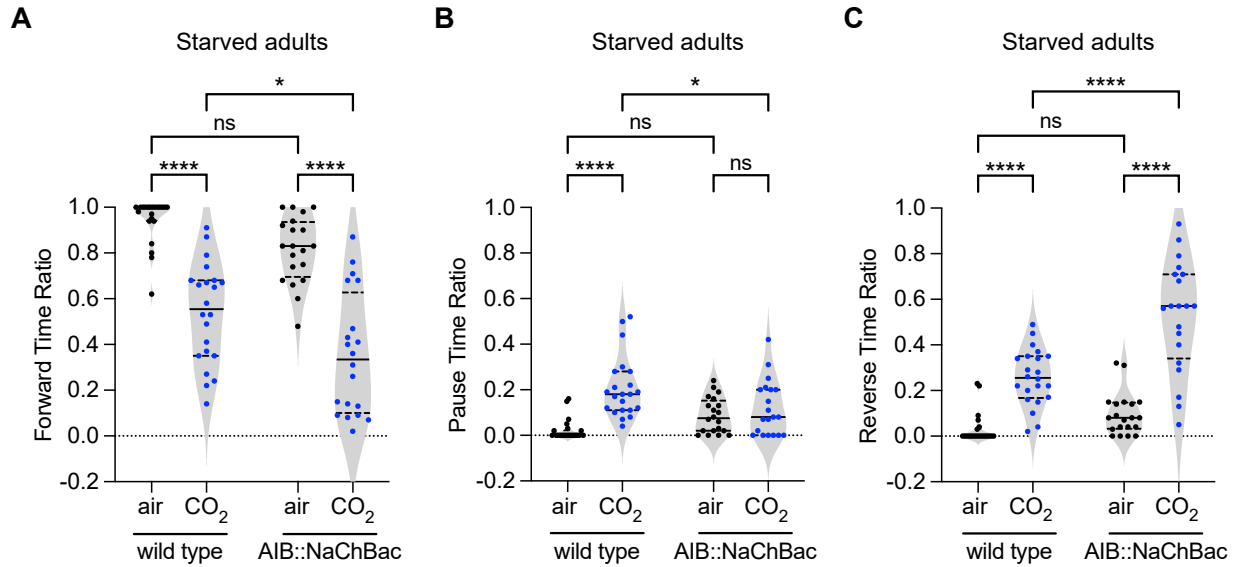 A
Starved adults
*
ns
****
****
Forward Time Ratio
1.0
0.8
0.6
0.4
0.2
0.0
-0.2
air
CO2
air
CO2
wild type
AIB::NaChBac
B
Starved adults
*
ns
****
ns
Pause Time Ratio
1.0
0.8
0.6
0.4
0.2
0.0
-0.2
air
CO2
air
CO2
wild type
AIB::NaChBac
C
Starved adults
****
ns
****
****
Reverse Time Ratio
1.0
0.8
0.6
0.4
0.2
0.0
-0.2
air
CO2
air
CO2
wild type
AIB::NaChBac